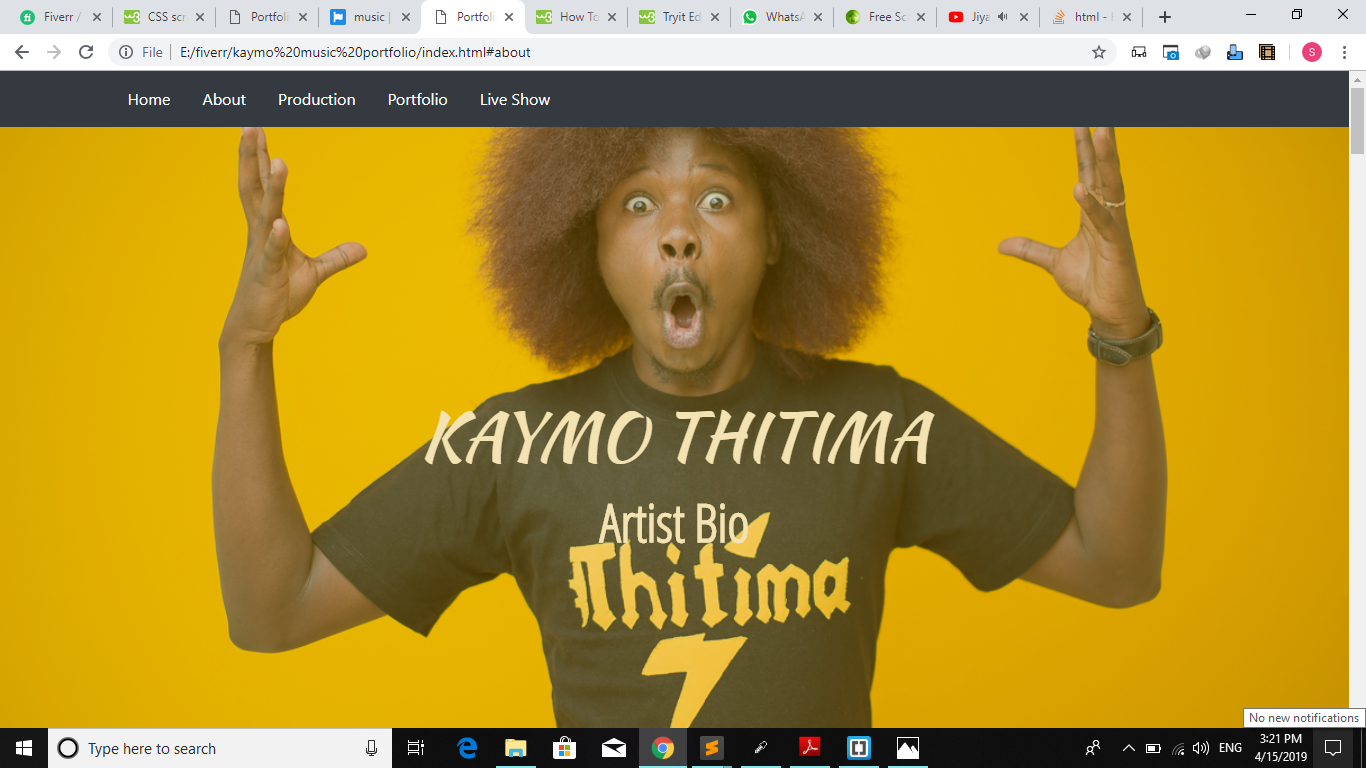 Fiverr /
CSS scr
Portfoli
music |
Portfoli
How To
Tryit Ed
WhatsA
Free Sc
Jiya
html -
File
E:/fiverr/kaymo%20music%20portfolio/index.html#about
S
Home
About
Production
Portfolio
Live Show
KAYMO THITIMA
Artist Bio
Thitima
7
No new notifications
Type here to search
ENG
3:21 PM
4/15/2019